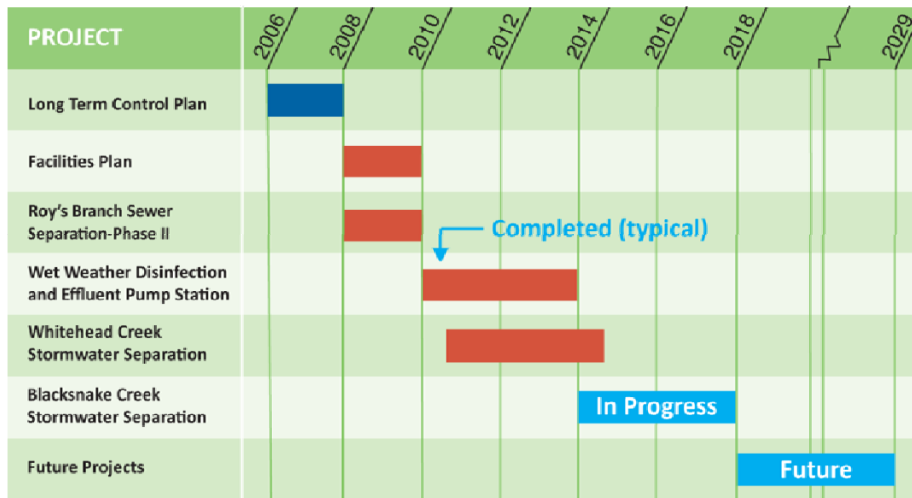 PROJECT
2006
2008
2010
2012
2014
2016
2018
2029
Long Term Control Plan
Facilities Plan
Roy's Branch Sewer
Separation-Phase II
Completed (typical)
Wet Weather Disinfection
and Effluent Pump Station
Whitehead Creek
Stormwater Separation
Blacksnake Creek
Stormwater Separation
In Progress
Future Projects
Future